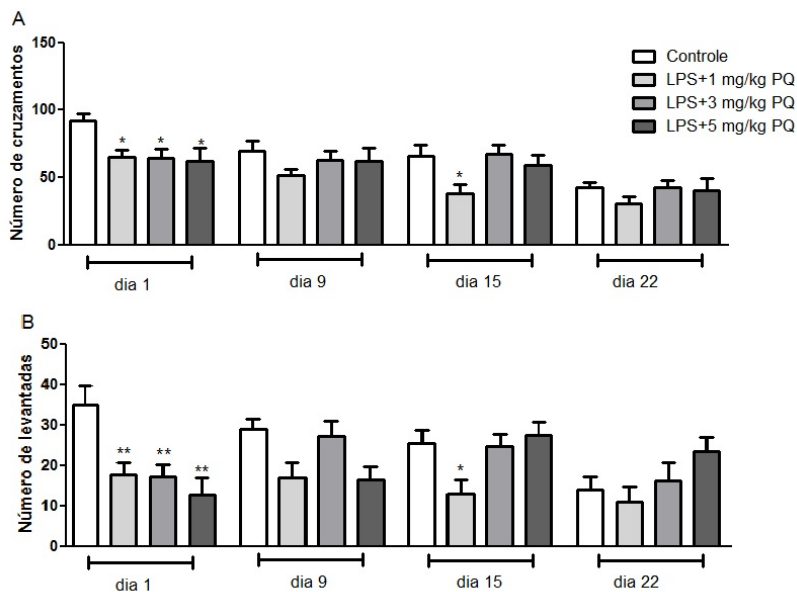 A
Número de cruzamentos
150
100
50
0
Controle
LPS+1 mg/kg PQ
LPS+3 mg/kg PQ
LPS+5 mg/kg PQ
* * *
*
dia 1 dia 9 dia 15 dia 22
B
Número de levantadas
50
40
30
20
10
0
** ** **
*
dia 1 dia 9 dia 15 dia 22